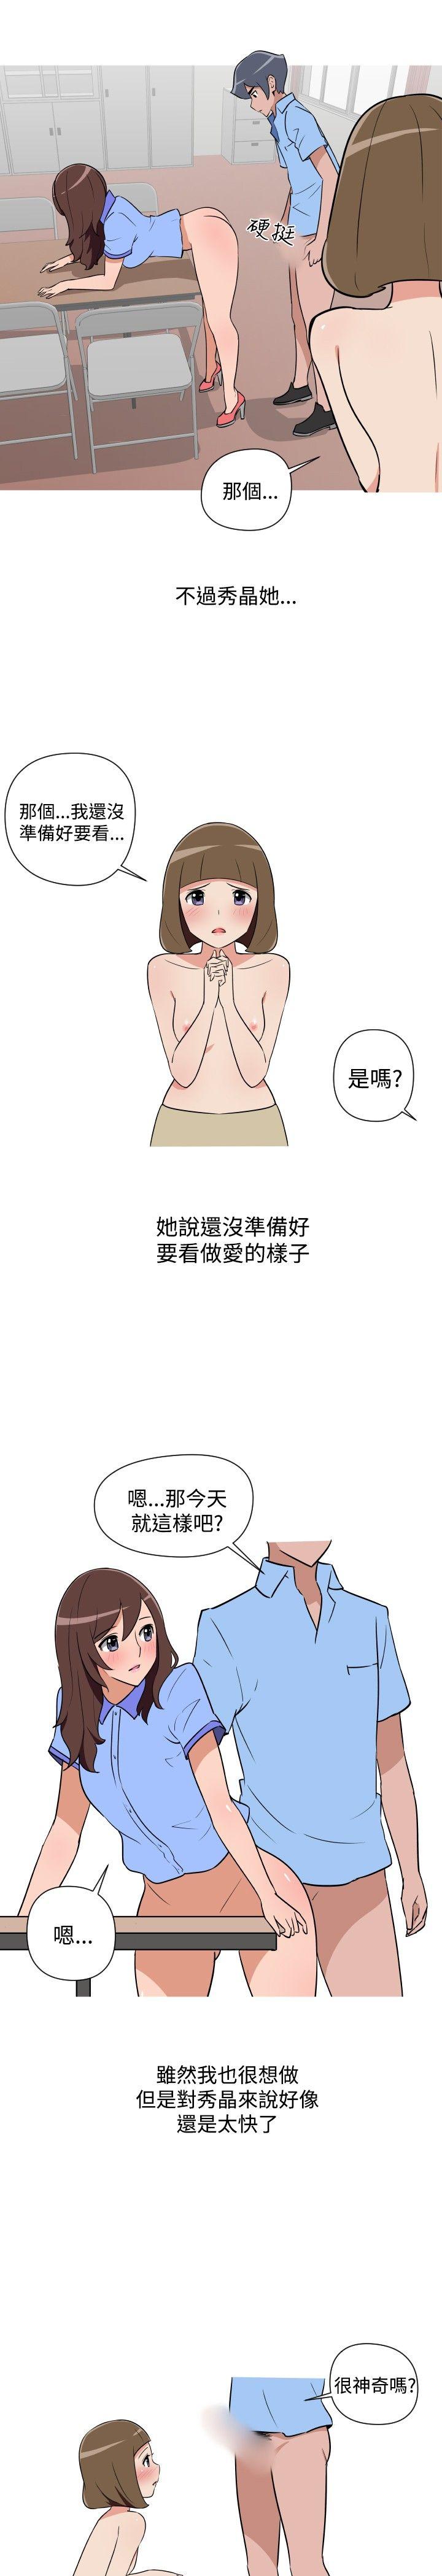 硬挺
那個...
不過秀晶她...
那個...我還沒
準備好要看...
是嗎?
她說還沒準備好
要看做愛的樣子
嗯...那今天
就這樣吧?
嗯...
雖然我也很想做
但是對秀晶來說好像
還是太快了
很神奇嗎?